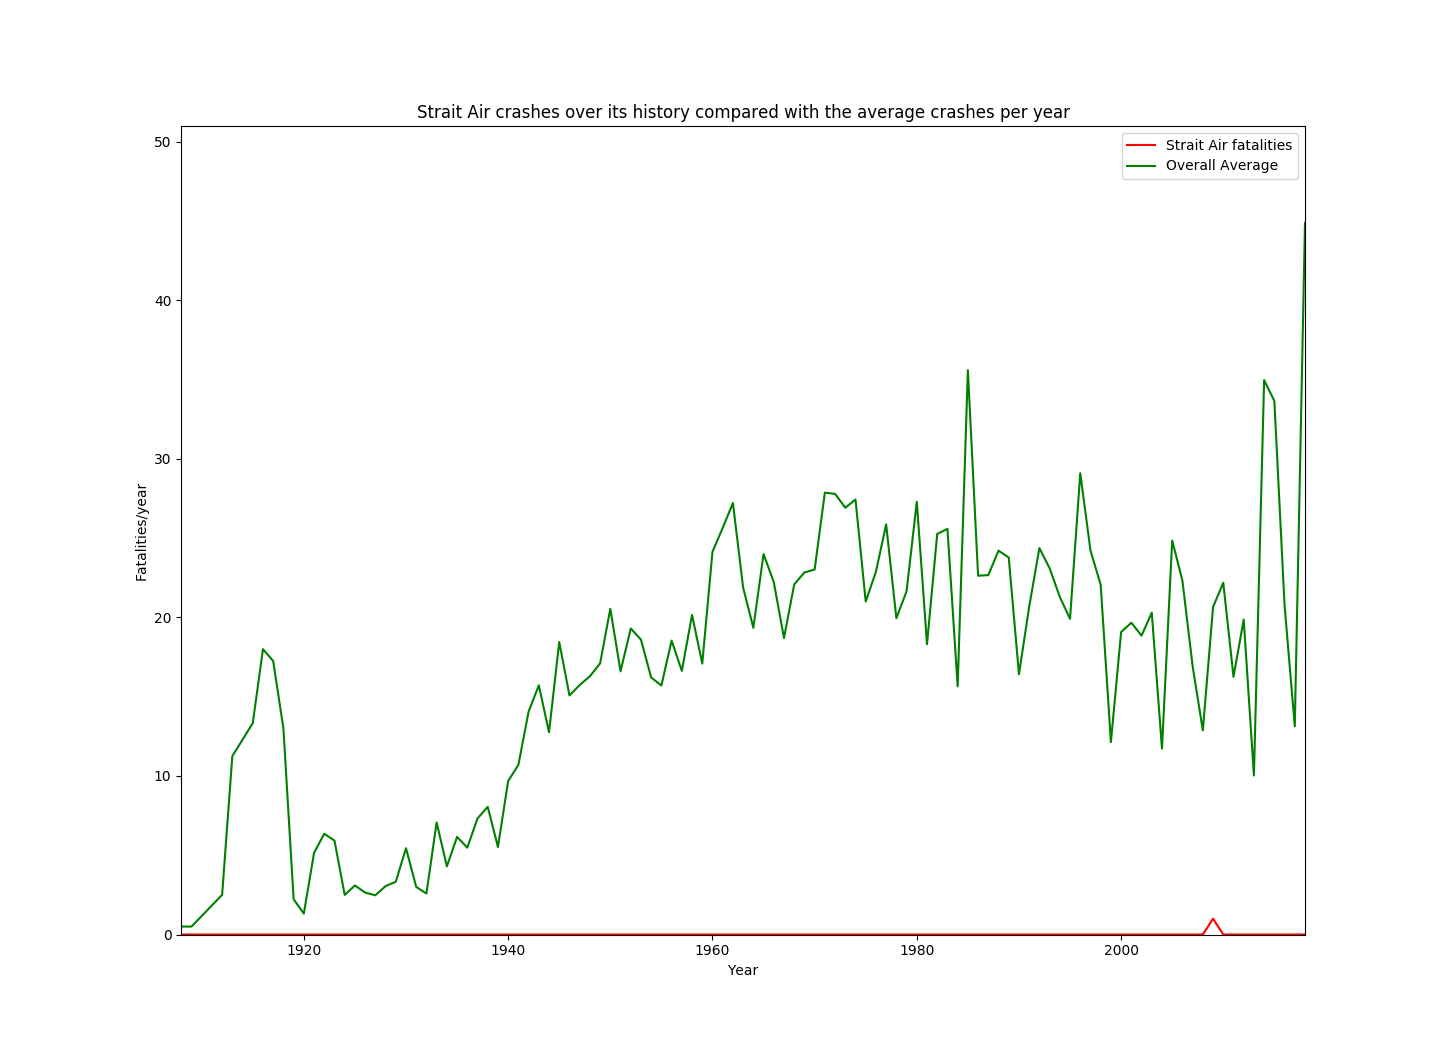 Strait Air crashes over its history compared with the average crashes per year
Strait Air fatalities
Overall Average
50
40
30
20
10
0
Fatalities/year
1920 1940 1960 1980 2000
Year